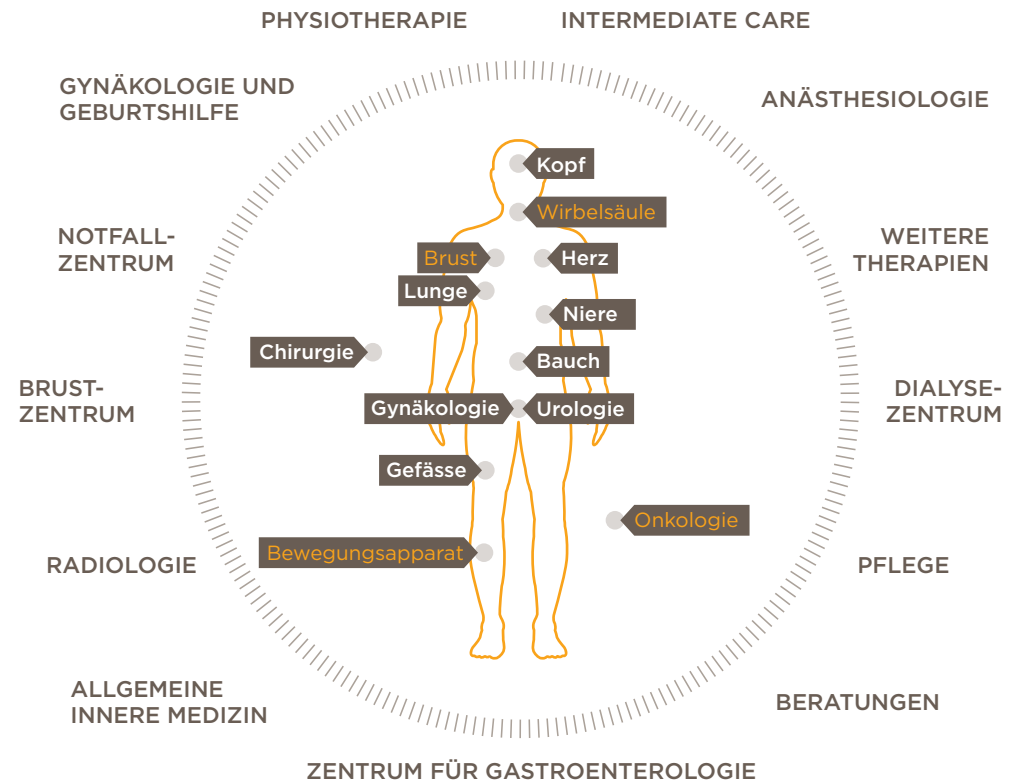 PHYSIOTHERAPIE
INTERMEDIATE CARE
GYNÄKOLOGIE UND
GEBURTSHILFE
ANÄSTHESIOLOGIE
Kopf
Wirbelsäule
NOTFALL-
ZENTRUM
Brust
Herz
WEITERE
THERAPIEN
Lunge
Niere
Chirurgie
Bauch
BRUST-
ZENTRUM
Gynäkologie
Urologie
DIALYSE-
ZENTRUM
Gefässe
Onkologie
Bewegungsapparat
RADIOLOGIE
PFLEGE
ALLGEMEINE
INNERE MEDIZIN
BERATUNGEN
ZENTRUM FÜR GASTROENTEROLOGIE